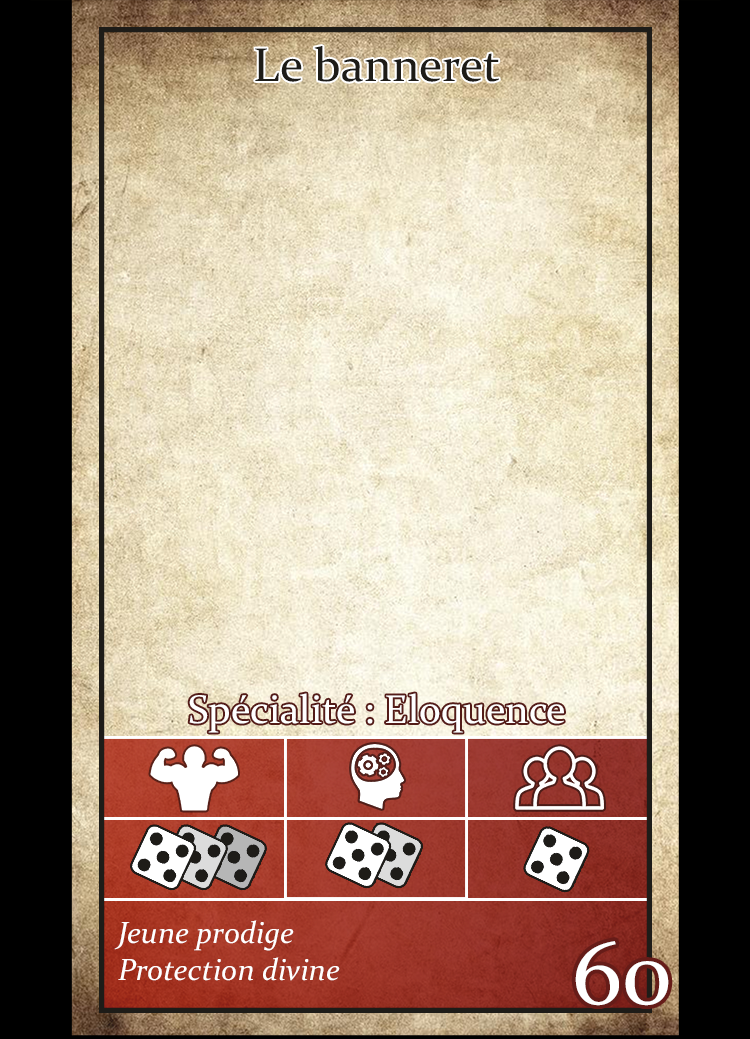 Le banneret
Spécialité : Eloquence
Jeune prodige
Protection divine
60